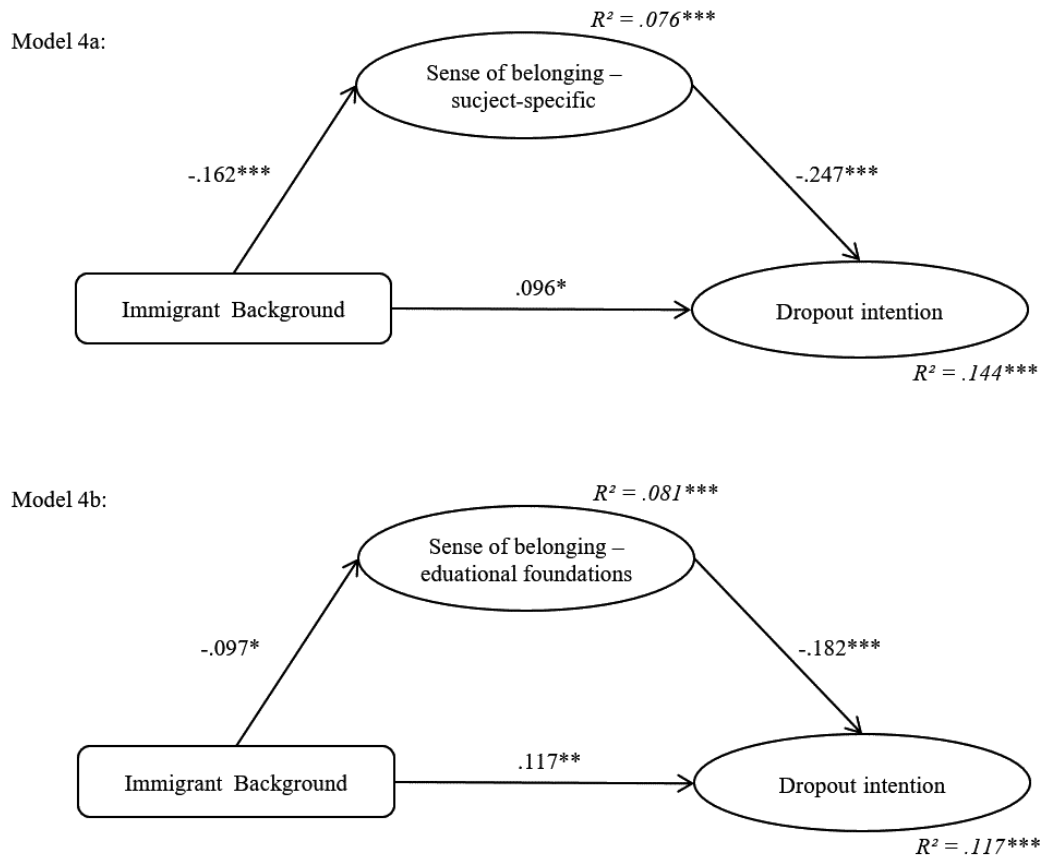 R² = .076***
Model 4a:
Sense of belonging –
sucject-specific
-.162***
-.247***
.096*
Immigrant Background
Dropout intention
R² = .144***
R² = .081***
Model 4b:
Sense of belonging –
eduational foundations
-.097*
-.182***
.117**
Immigrant Background
Dropout intention
R² = .117***